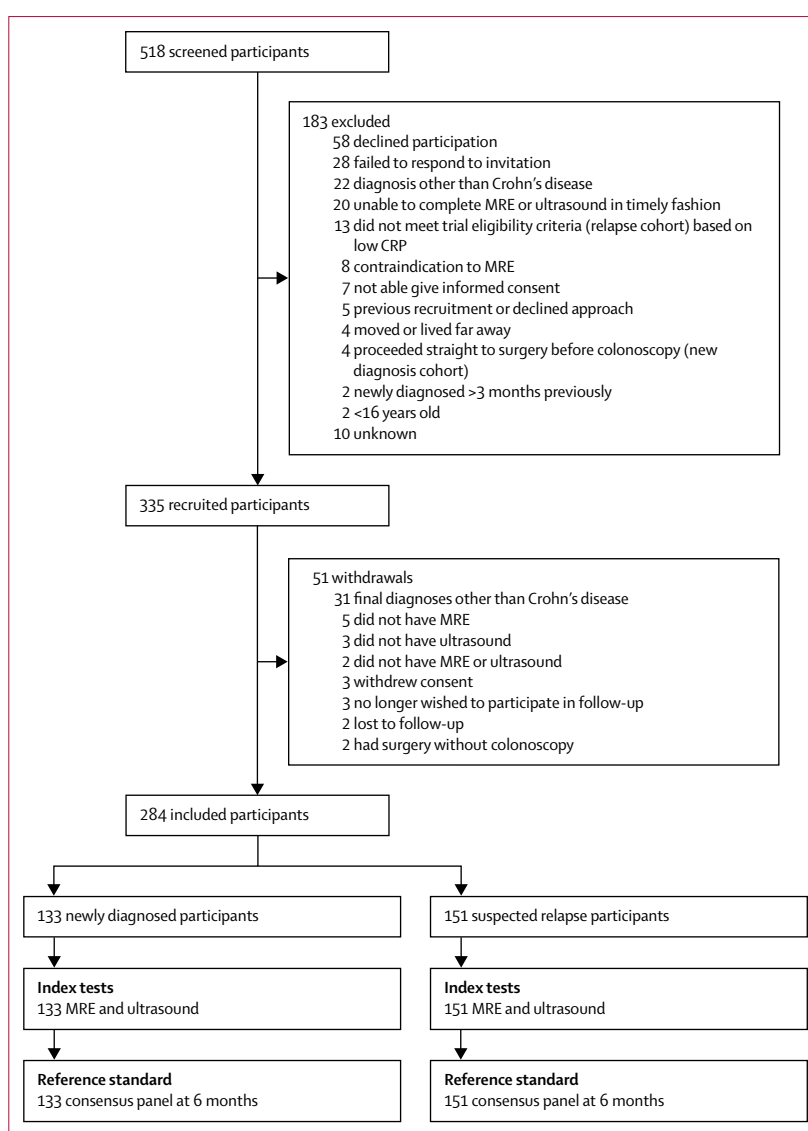 518 screened participants
183 excluded
58 declined participation
28 failed to respond to invitation
22 diagnosis other than Crohn's disease
20 unable to complete MRE or ultrasound in timely fashion
13 did not meet trial eligibility criteria (relapse cohort) based on
low CRP
8 contraindication to MRE
7 not able give informed consent
5 previous recruitment or declined approach
4 moved or lived far away
4 proceeded straight to surgery before colonoscopy (new
diagnosis cohort)
2 newly diagnosed >3 months previously
2 <16 years old
10 unknown
335 recruited participants
51 withdrawals
31 final diagnoses other than Crohn's disease
5 did not have MRE
3 did not have ultrasound
2 did not have MRE or ultrasound
3 withdrew consent
3 no longer wished to participate in follow-up
2 lost to follow-up
2 had surgery without colonoscopy
284 included participants
133 newly diagnosed participants
151 suspected relapse participants
Index tests
133 MRE and ultrasound
Index tests
151 MRE and ultrasound
Reference standard
133 consensus panel at 6 months
Reference standard
151 consensus panel at 6 months